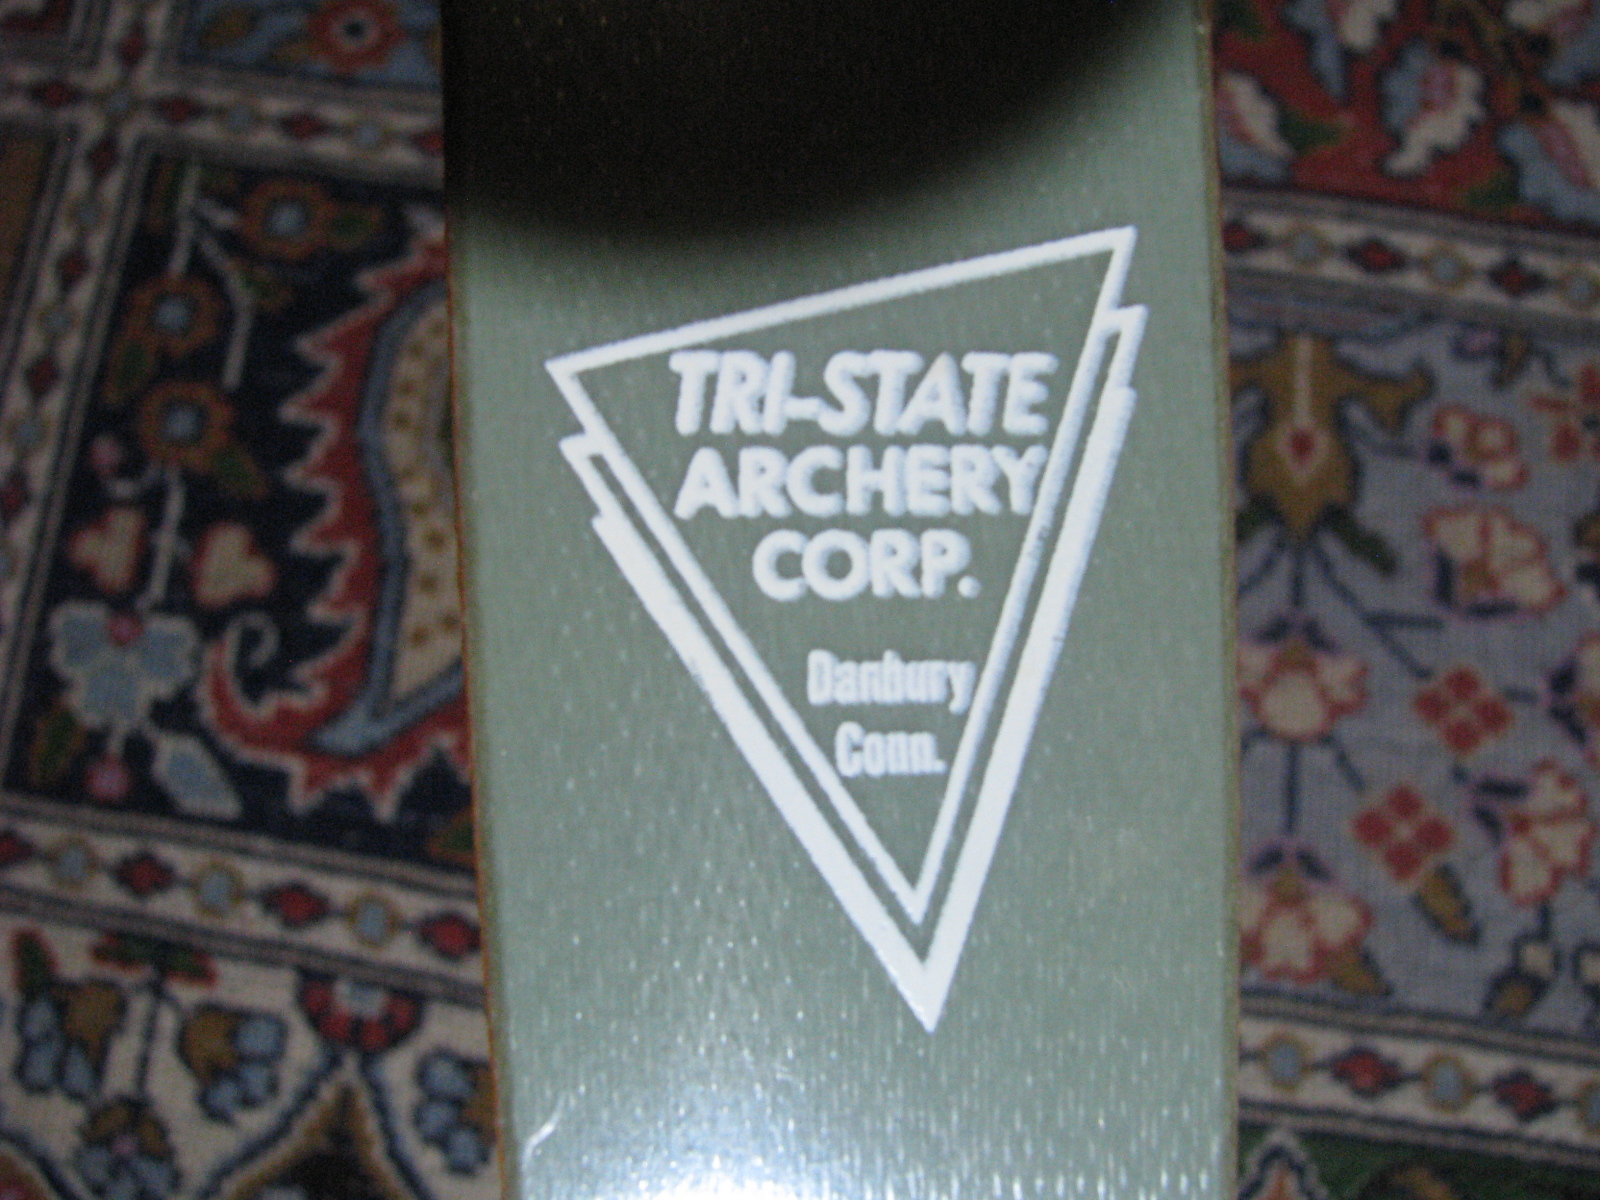 TRI-STATE
ARCHERY
CORP.
Danbury
Conn.